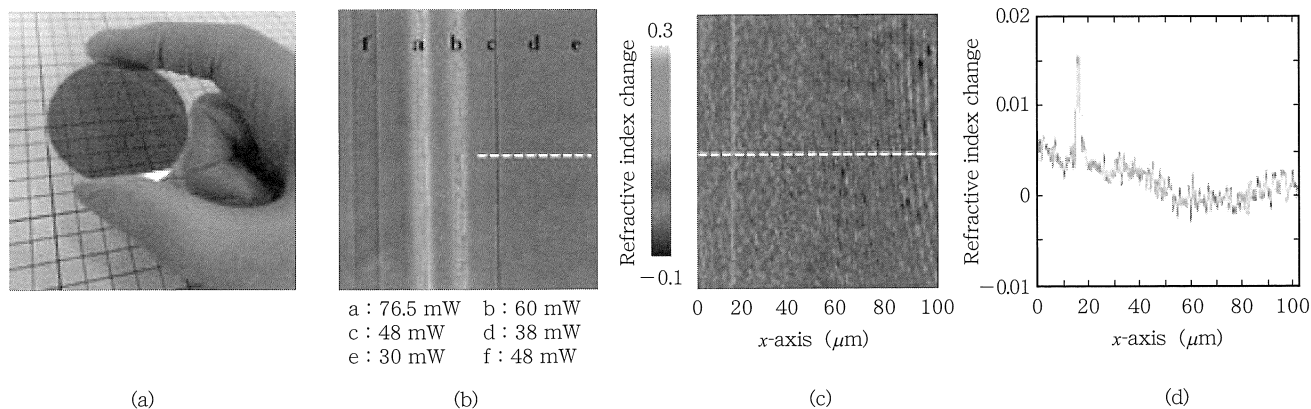 f a b c d e
a : 76.5 mW b : 60 mW
c : 48 mW d : 38 mW
e : 30 mW f : 48 mW
Refractive index change
0.3
−0.1
0 20 40 60 80 100
x-axis (μm)
Refractive index change
0.02
0.01
0
−0.01
0 20 40 60 80 100
x-axis (μm)
(a) (b) (c) (d)